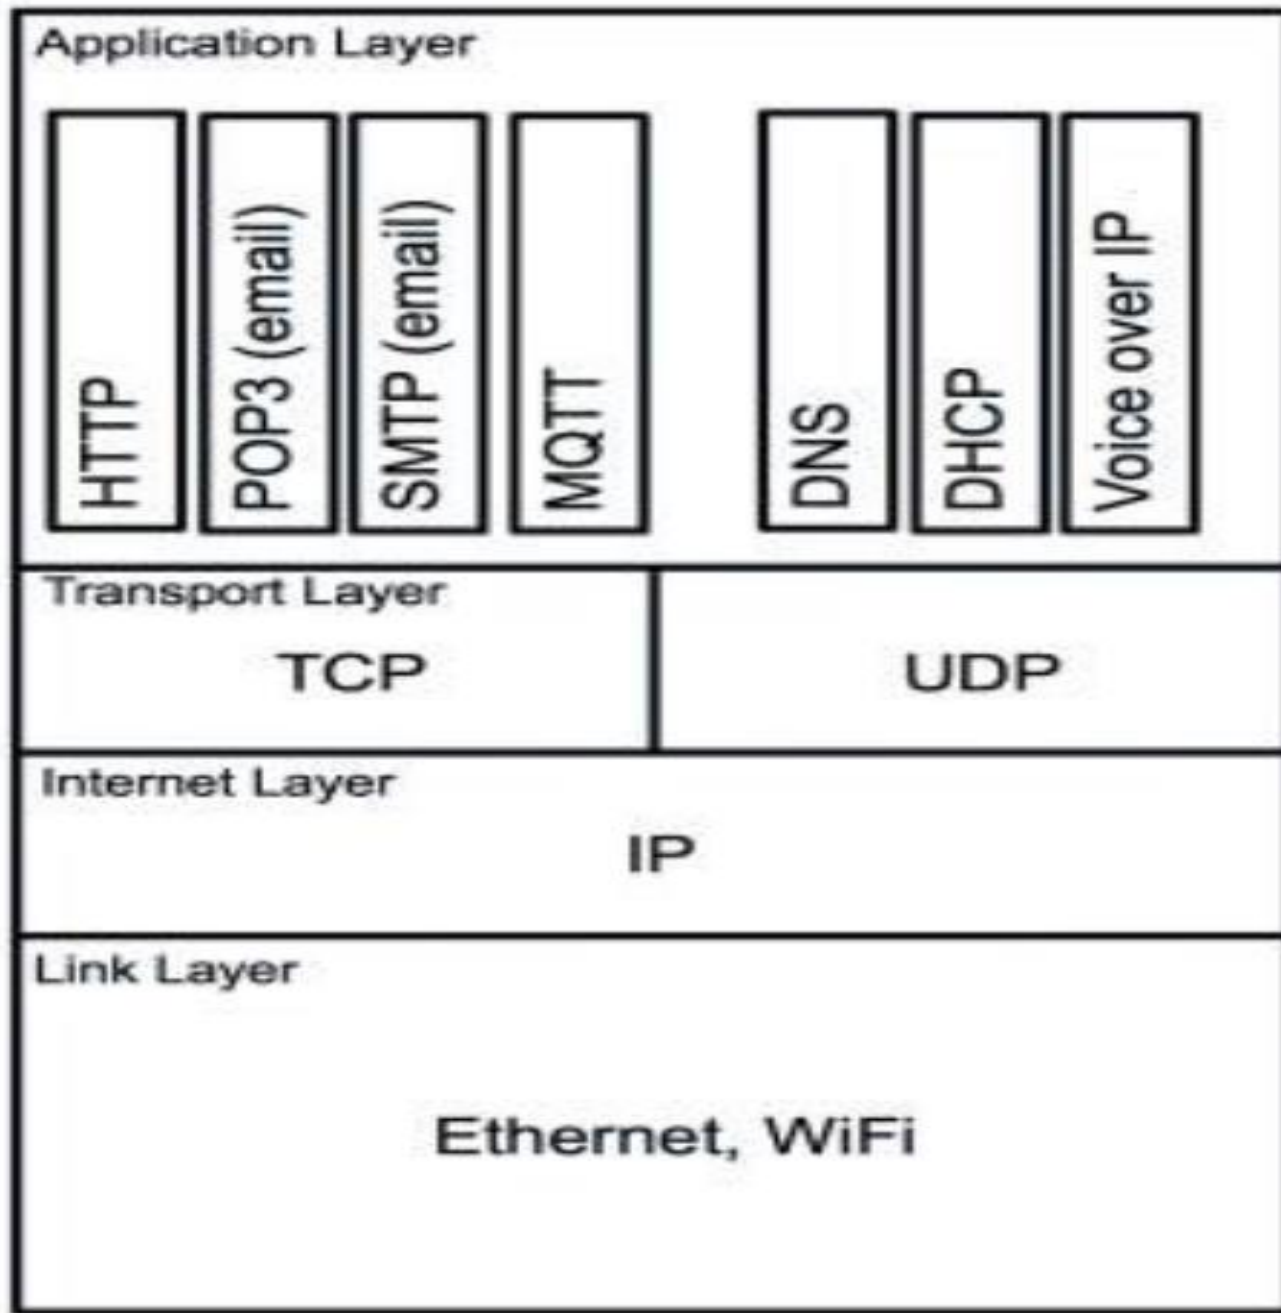 Application Layer
HTTP
POP3 (email)
SMTP (email)
MQTT
DNS
DHCP
Voice over IP
Transport Layer
TCP
UDP
Internet Layer
IP
Link Layer
Ethernet, WiFi